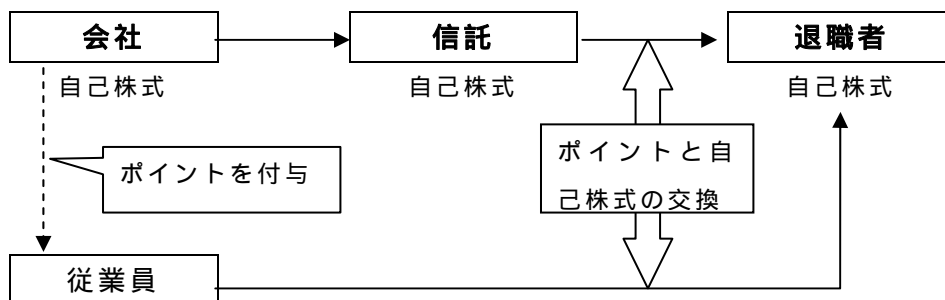 会社
信託
退職者
自己株式
自己株式
自己株式
ポイントを付与
ポイントと自
己株式の交換
従業員